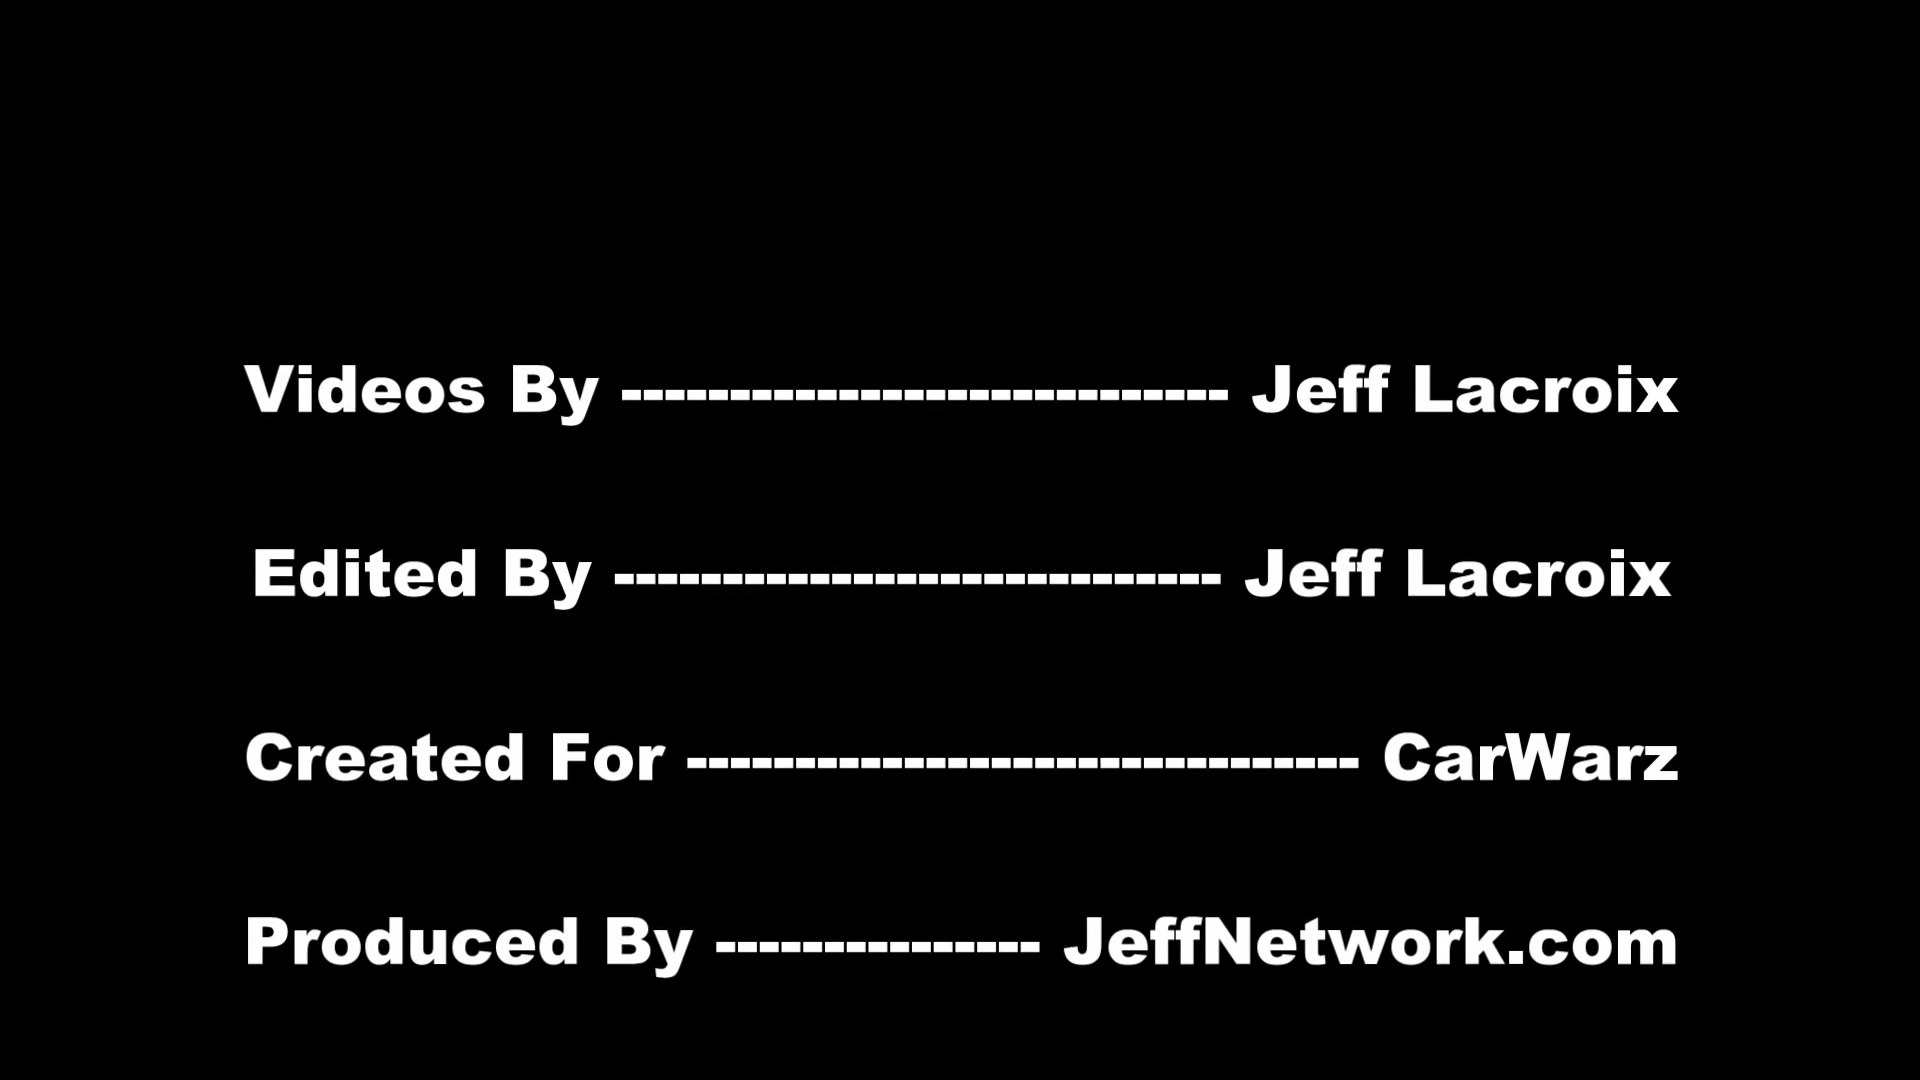 Videos By ---------------------------- Jeff Lacroix
Edited By ---------------------------- Jeff Lacroix
Created For ------------------------------- CarWarz
Produced By --------------- JeffNetwork.com